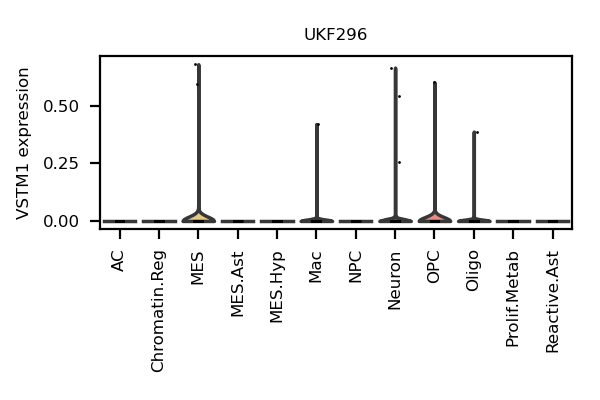 UKF296
VSTM1 expression
0.50
0.25
0.00
AC
Chromatin.Reg
MES
MES.Ast
MES.Hyp
Mac
NPC
Neuron
OPC
Oligo
Prolif.Metab
Reactive.Ast